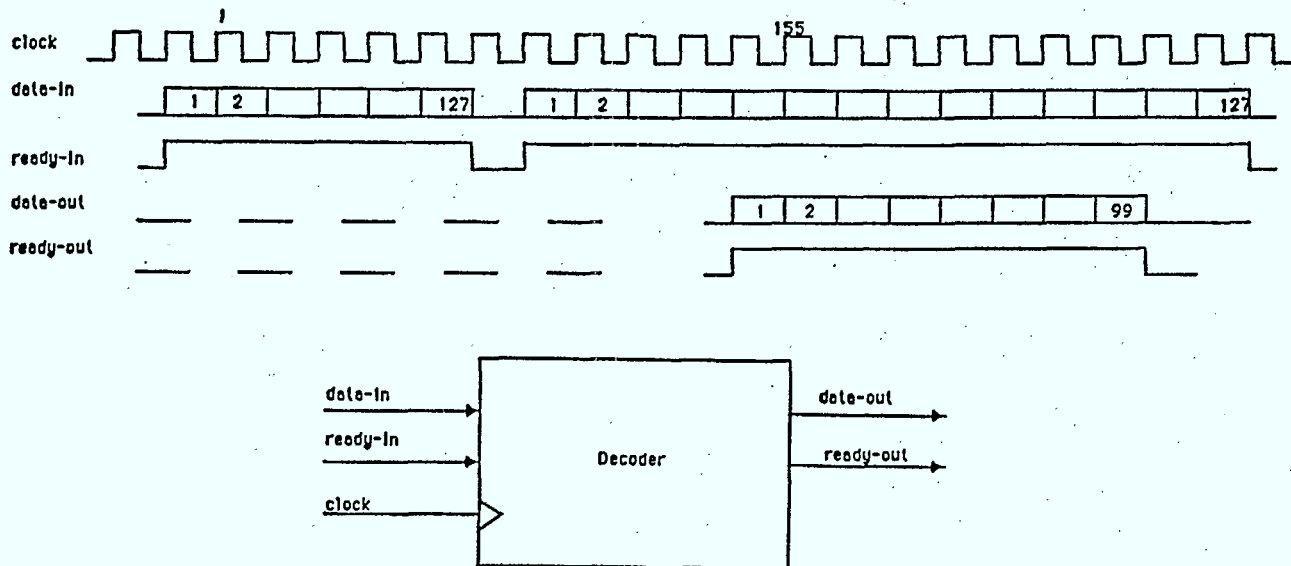 1
155
clock
data-in
1 2 127 1 2 127
ready-in
data-out
1 2 99
ready-out
data-in
data-out
ready-in
Decoder
ready-out
clock